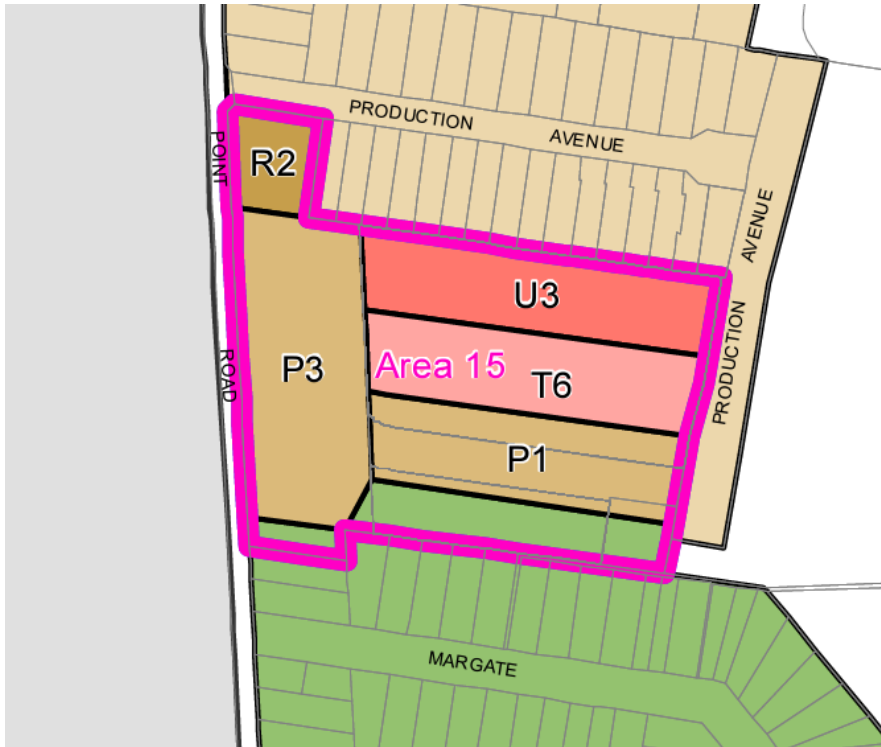 PRODUCTION AVENUE
POINT
R2
AVENUE
U3
PRODUCTION
ROAD
P3
Area 15
T6
P1
MARGATE